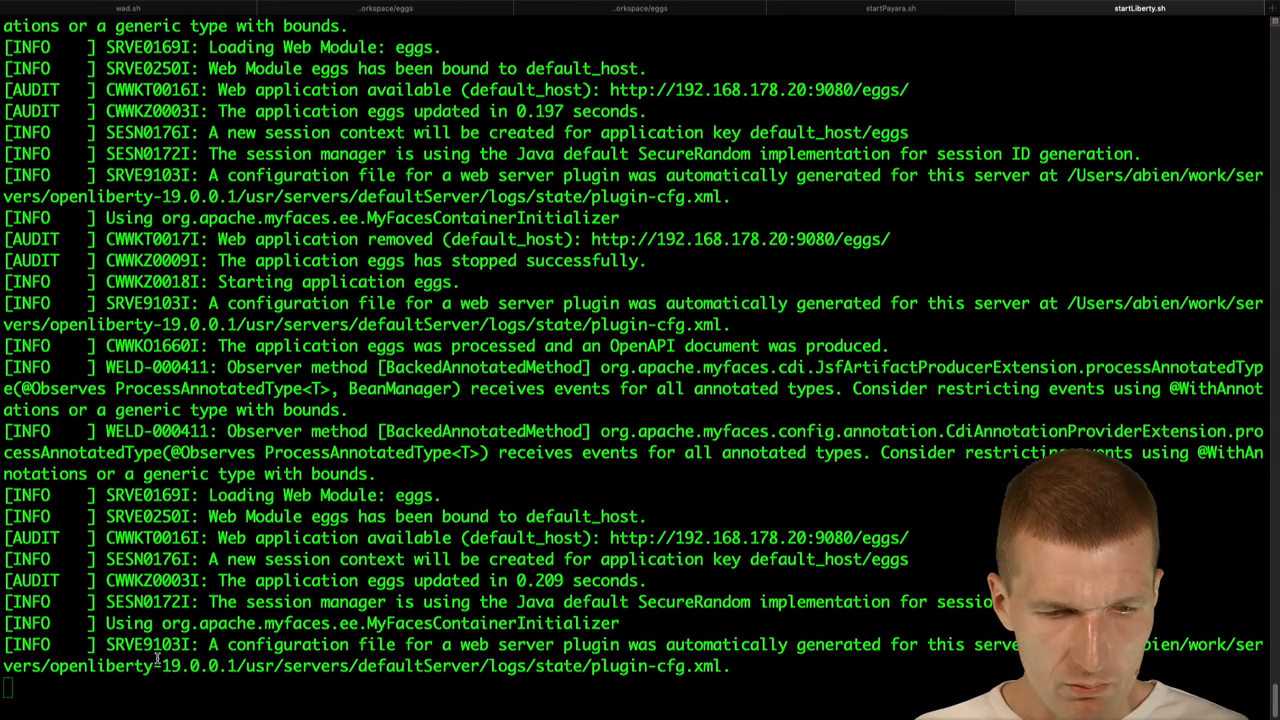 wad.sh
..orkspace/eggs
..orkspace/eggs
startPayara.sh
startLiberty.sh
ations or a generic type with bounds.
[INFO    ] SRVE0169I: Loading Web Module: eggs.
[INFO    ] SRVE0250I: Web Module eggs has been bound to default_host.
[AUDIT   ] CWWKT0016I: Web application available (default_host): http://192.168.178.20:9080/eggs/
[AUDIT   ] CWWKZ0003I: The application eggs updated in 0.197 seconds.
[INFO    ] SESN0176I: A new session context will be created for application key default_host/eggs
[INFO    ] SESN0172I: The session manager is using the Java default SecureRandom implementation for session ID generation.
[INFO    ] SRVE9103I: A configuration file for a web server plugin was automatically generated for this server at /Users/abien/work/ser
vers/openliberty-19.0.0.1/usr/servers/defaultServer/logs/state/plugin-cfg.xml.
[INFO    ] Using org.apache.myfaces.ee.MyFacesContainerInitializer
[AUDIT   ] CWWKT0017I: Web application removed (default_host): http://192.168.178.20:9080/eggs/
[AUDIT   ] CWWKZ0009I: The application eggs has stopped successfully.
[INFO    ] CWWKZ0018I: Starting application eggs.
[INFO    ] SRVE9103I: A configuration file for a web server plugin was automatically generated for this server at /Users/abien/work/ser
vers/openliberty-19.0.0.1/usr/servers/defaultServer/logs/state/plugin-cfg.xml.
[INFO    ] CWWKO1660I: The application eggs was processed and an OpenAPI document was produced.
[INFO    ] WELD-000411: Observer method [BackedAnnotatedMethod] org.apache.myfaces.cdi.JsfArtifactProducerExtension.processAnnotatedTyp
e(@Observes ProcessAnnotatedType<T>, BeanManager) receives events for all annotated types. Consider restricting events using @WithAnnot
ations or a generic type with bounds.
[INFO    ] WELD-000411: Observer method [BackedAnnotatedMethod] org.apache.myfaces.config.annotation.CdiAnnotationProviderExtension.pro
cessAnnotatedType(@Observes ProcessAnnotatedType<T>) receives events for all annotated types. Consider restricting events using @WithAn
notations or a generic type with bounds.
[INFO    ] SRVE0169I: Loading Web Module: eggs.
[INFO    ] SRVE0250I: Web Module eggs has been bound to default_host.
[AUDIT   ] CWWKT0016I: Web application available (default_host): http://192.168.178.20:9080/eggs/
[INFO    ] SESN0176I: A new session context will be created for application key default_host/eggs
[AUDIT   ] CWWKZ0003I: The application eggs updated in 0.209 seconds.
[INFO    ] SESN0172I: The session manager is using the Java default SecureRandom implementation for
[INFO    ] Using org.apache.myfaces.ee.MyFacesContainerInitializer
[INFO    ] SRVE9103I: A configuration file for a web server plugin was automatically generated for this /work/ser
vers/openliberty-19.0.0.1/usr/servers/defaultServer/logs/state/plugin-cfg.xml.